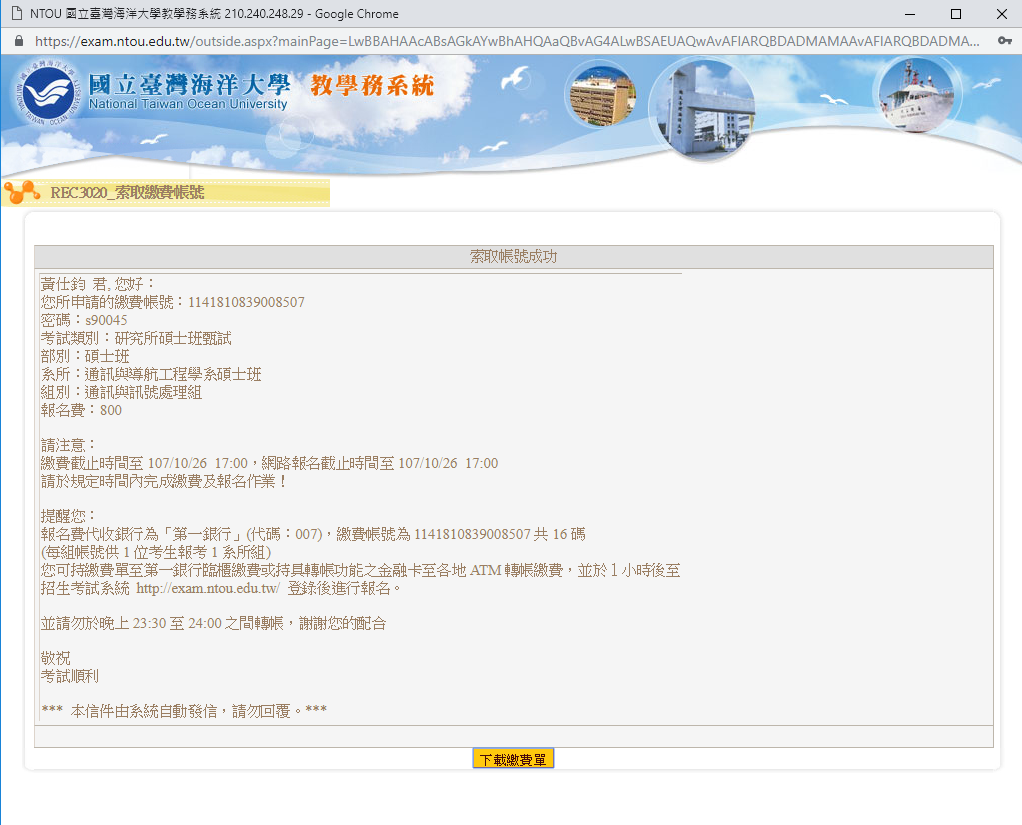 NTOU 國立臺灣海洋大學教學務系統 210.240.248.29 - Google Chrome
https://exam.ntou.edu.tw/outside.aspx?mainPage=LwBBAHAAcABsAGkAYwBhAHQAaQBvAG4ALwBSAEUAQwAvAFIARQBDADMAMAAvAFIARQBDADMA...
國立臺灣海洋大學 教學務系統
National Taiwan Ocean University
REC3020_索取繳費帳號
索取帳號成功
黃仕鈞 君, 您好：
您所申請的繳費帳號：1141810839008507
密碼：s90045
考試類別：研究所碩士班甄試
部別：碩士班
系所：通訊與導航工程學系碩士班
組別：通訊與訊號處理組
報名費：800
請注意：
繳費截止時間至 107/10/26 17:00，網路報名截止時間至 107/10/26 17:00
請於規定時間內完成繳費及報名作業！
提醒您：
報名費代收銀行為「第一銀行」(代碼：007)，繳費帳號為 1141810839008507 共 16 碼
(每組帳號供 1 位考生報考 1 系所組)
您可持繳費單至第一銀行臨櫃繳費或持具轉帳功能之金融卡至各地 ATM 轉帳繳費，並於 1 小時後至
招生考試系統 http://exam.ntou.edu.tw/ 登錄後進行報名。
並請勿於晚上 23:30 至 24:00 之間轉帳，謝謝您的配合
敬祝
考試順利
*** 本信件由系統自動發信，請勿回覆。***
下載繳費單